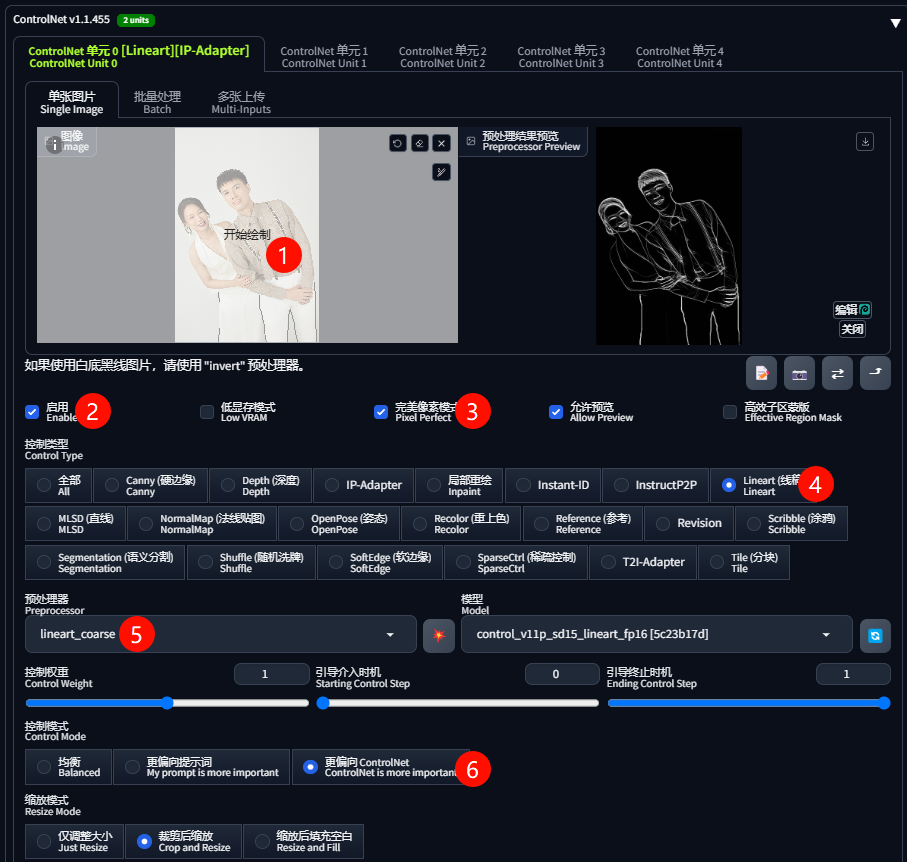 ControlNet v1.1.455 2 units
ControlNet 单元 0 [Lineart][IP-Adapter]
ControlNet Unit 0
ControlNet 单元 1
ControlNet Unit 1
ControlNet 单元 2
ControlNet Unit 2
ControlNet 单元 3
ControlNet Unit 3
ControlNet 单元 4
ControlNet Unit 4
单张图片
Single Image
批量处理
Batch
多张上传
Multi-Inputs
图像
mage
预处理结果预览
Preprocessor Preview
开始绘制
1
编辑
关闭
如果使用白底黑线图片，请使用 "invert" 预处理器。
启用
Enable
2
低显存模式
Low VRAM
完美像素模式
Pixel Perfect
3
允许预览
Allow Preview
高效子区蒙版
Effective Region Mask
控制类型
Control Type
全部
All
Canny (硬边缘)
Canny
Depth (深度)
Depth
IP-Adapter
局部重绘
Inpaint
Instant-ID
InstructP2P
Lineart (线稿
Lineart
4
MLSD (直线)
MLSD
NormalMap (法线贴图)
NormalMap
OpenPose (姿态)
OpenPose
Recolor (重上色)
Recolor
Reference (参考)
Reference
Revision
Scribble (涂鸦)
Scribble
Segmentation (语义分割)
Segmentation
Shuffle (随机洗牌)
Shuffle
SoftEdge (软边缘)
SoftEdge
SparseCtrl (稀疏控制)
SparseCtrl
T2I-Adapter
Tile (分块)
Tile
预处理器
Preprocessor
模型
Model
lineart_coarse
5
control_v11p_sd15_lineart_fp16 [5c23b17d]
控制权重
Control Weight
1
引导介入时机
Starting Control Step
0
引导终止时机
Ending Control Step
1
控制模式
Control Mode
均衡
Balanced
更偏向提示词
My prompt is more important
更偏向 ControlNet
ControlNet is more important
6
缩放模式
Resize Mode
仅调整大小
Just Resize
裁剪后缩放
Crop and Resize
缩放后填充空白
Resize and Fill